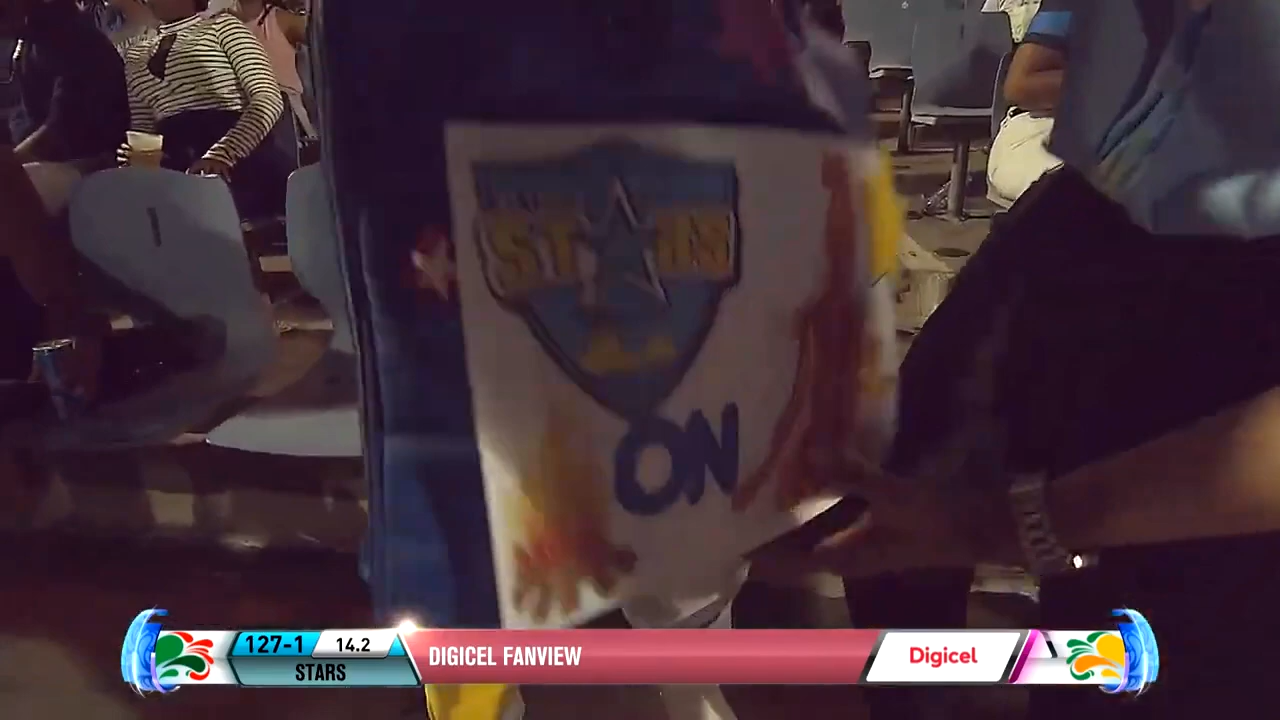 STARS
ON
127-1
14.2
STARS
DIGICEL FANVIEW
Digicel